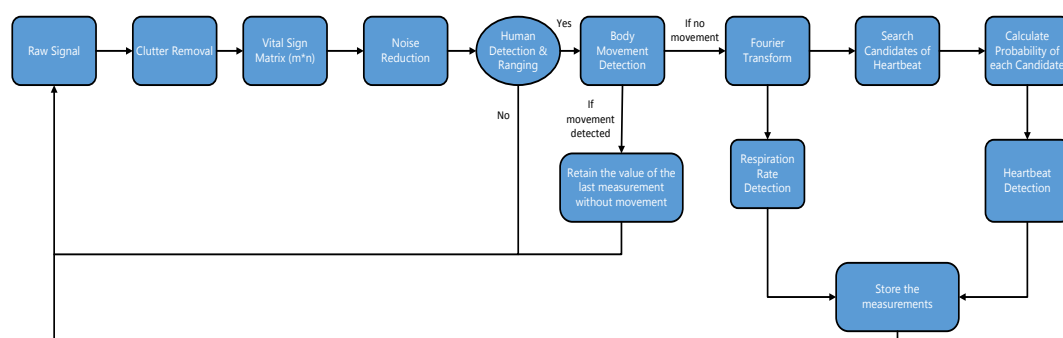 Raw Signal
Clutter Removal
Vital Sign
Matrix (m*n)
Noise
Reduction
Human
Detection &
Ranging
Yes
Body
Movement
Detection
If no
movement
Fourier
Transform
Search
Candidates of
Heartbeat
Calculate
Probability of
each Candidate
No
If
movement
detected
Retain the value of the
last measurement
without movement
Respiration
Rate
Detection
Heartbeat
Detection
Store the
measurements